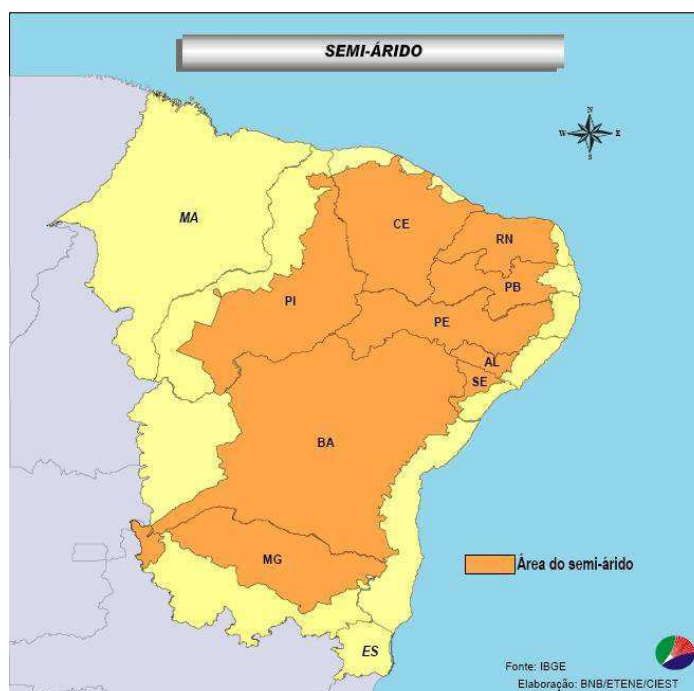 SEMI-ÁRIDO
N
W E
S
MA
CE
RN
PB
PI
PE
AL
SE
BA
MG
Área do semi-árido
ES
Fonte: IBGE
Elaboração: BNB/ETENE/CIEST